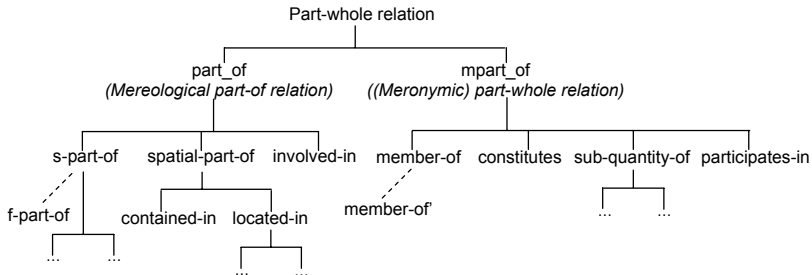 Part-whole relation
part_of mpart_of
(Mereological part-of relation) ((Meronymic) part-whole relation)
s-part-of spatial-part-of involved-in member-of constitutes sub-quantity-of participates-in
f-part-of contained-in located-in member-of' ... ...
... ...
... ...